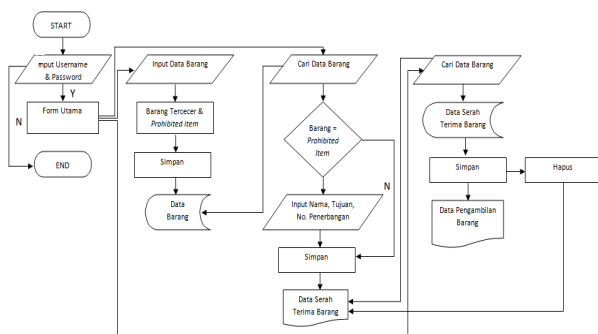 START
nput Username
& Password
Y
Form Utama
N
END
Input Data Barang
Barang Tercecer &
Prohibited item
Simpan
Data
Barang
Cari Data Barang
Barang =
Prohibited
Item
N
Input Nama, Tujuan,
No. Penerbangan
Simpan
Data Serah
Terima Barang
Cari Data Barang
Data Serah
Terima Barang
Simpan
Hapus
Data Pengambilan
Barang